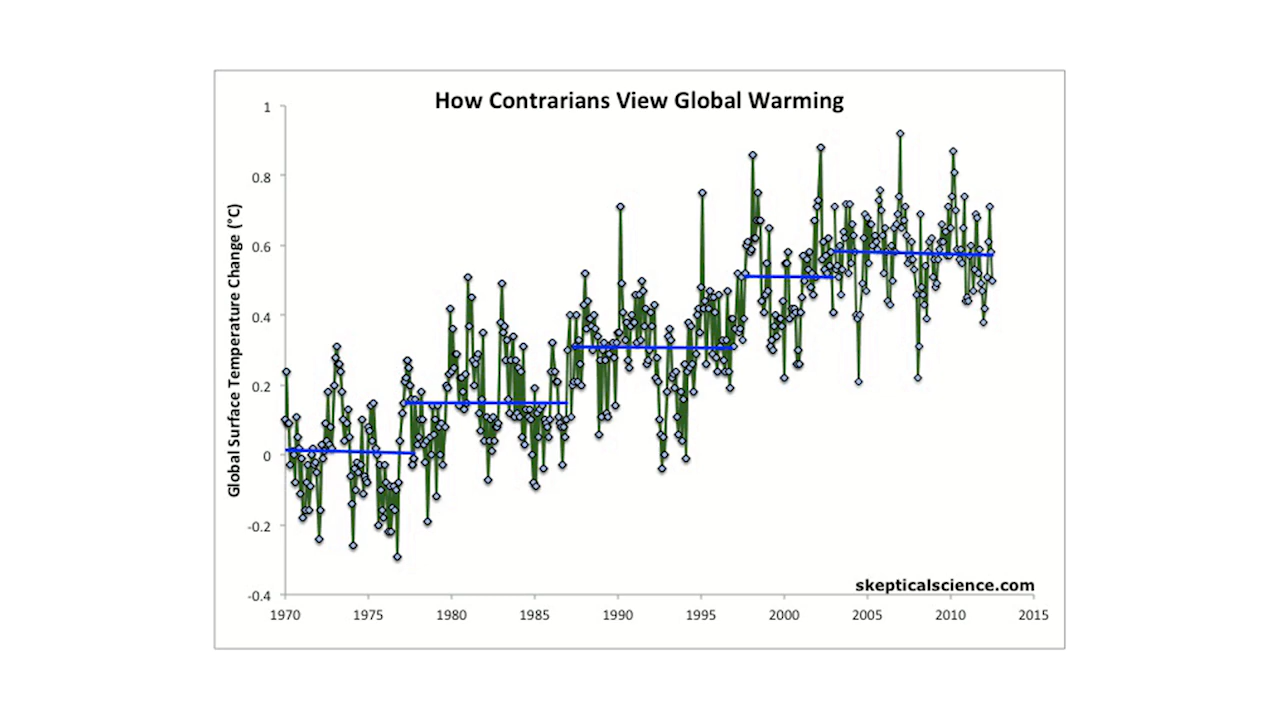 How Contrarians View Global Warming
Global Surface Temperature Change (°C)
1
0.8
0.6
0.4
0.2
0
-0.2
-0.4
1970 1975 1980 1985 1990 1995 2000 2005 2010 2015
skepticalscience.com